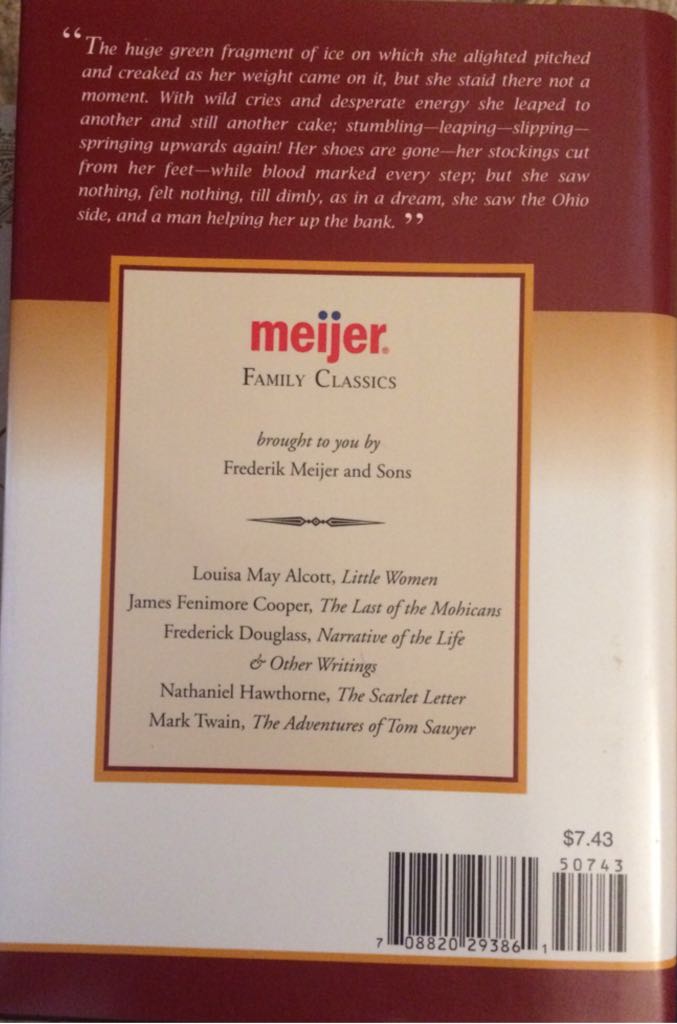 “The huge green fragment of ice on which she alighted pitched
and creaked as her weight came on it, but she staid there not a
moment. With wild cries and desperate energy she leaped to
another and still another cake; stumbling—leaping—slipping—
springing upwards again! Her shoes are gone—her stockings cut
from her feet—while blood marked every step; but she saw
nothing, felt nothing, till dimly, as in a dream, she saw the Ohio
side, and a man helping her up the bank.”
meijer®
Family Classics
brought to you by
Frederik Meijer and Sons
Louisa May Alcott, Little Women
James Fenimore Cooper, The Last of the Mohicans
Frederick Douglass, Narrative of the Life
& Other Writings
Nathaniel Hawthorne, The Scarlet Letter
Mark Twain, The Adventures of Tom Sawyer
$7.43
50743
7 08820 29386 1